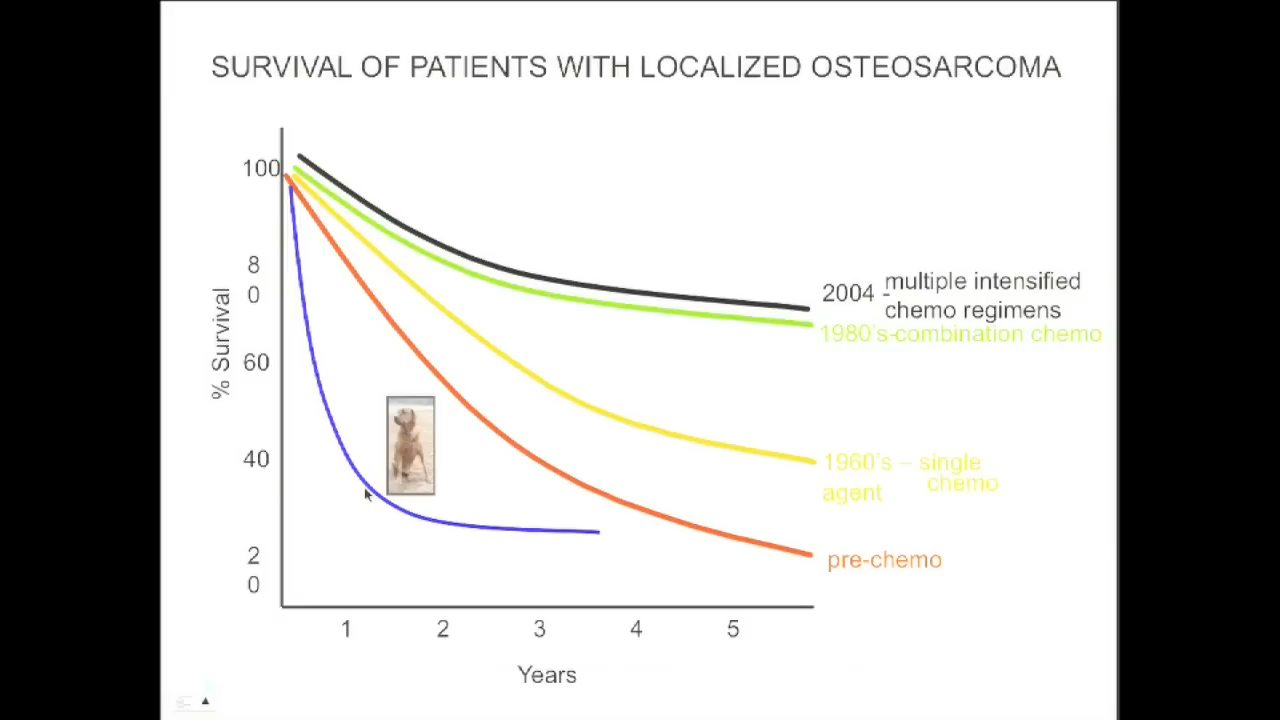 SURVIVAL OF PATIENTS WITH LOCALIZED OSTEOSARCOMA
100
8
0
60
40
2
0
% Survival
multiple intensified
2004 -
chemo regimens
1980's-combination chemo
1960's – single
chemo
agent
pre-chemo
1 2 3 4 5
Years